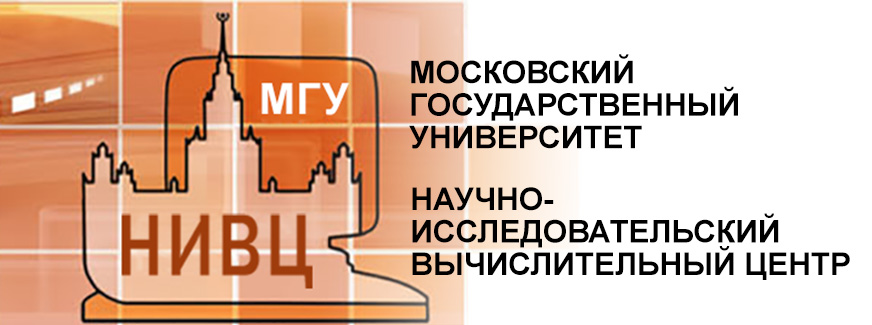 МГУ
НИВЦ
МОСКОВСКИЙ
ГОСУДАРСТВЕННЫЙ
УНИВЕРСИТЕТ
НАУЧНО-
ИССЛЕДОВАТЕЛЬСКИЙ
ВЫЧИСЛИТЕЛЬНЫЙ ЦЕНТР